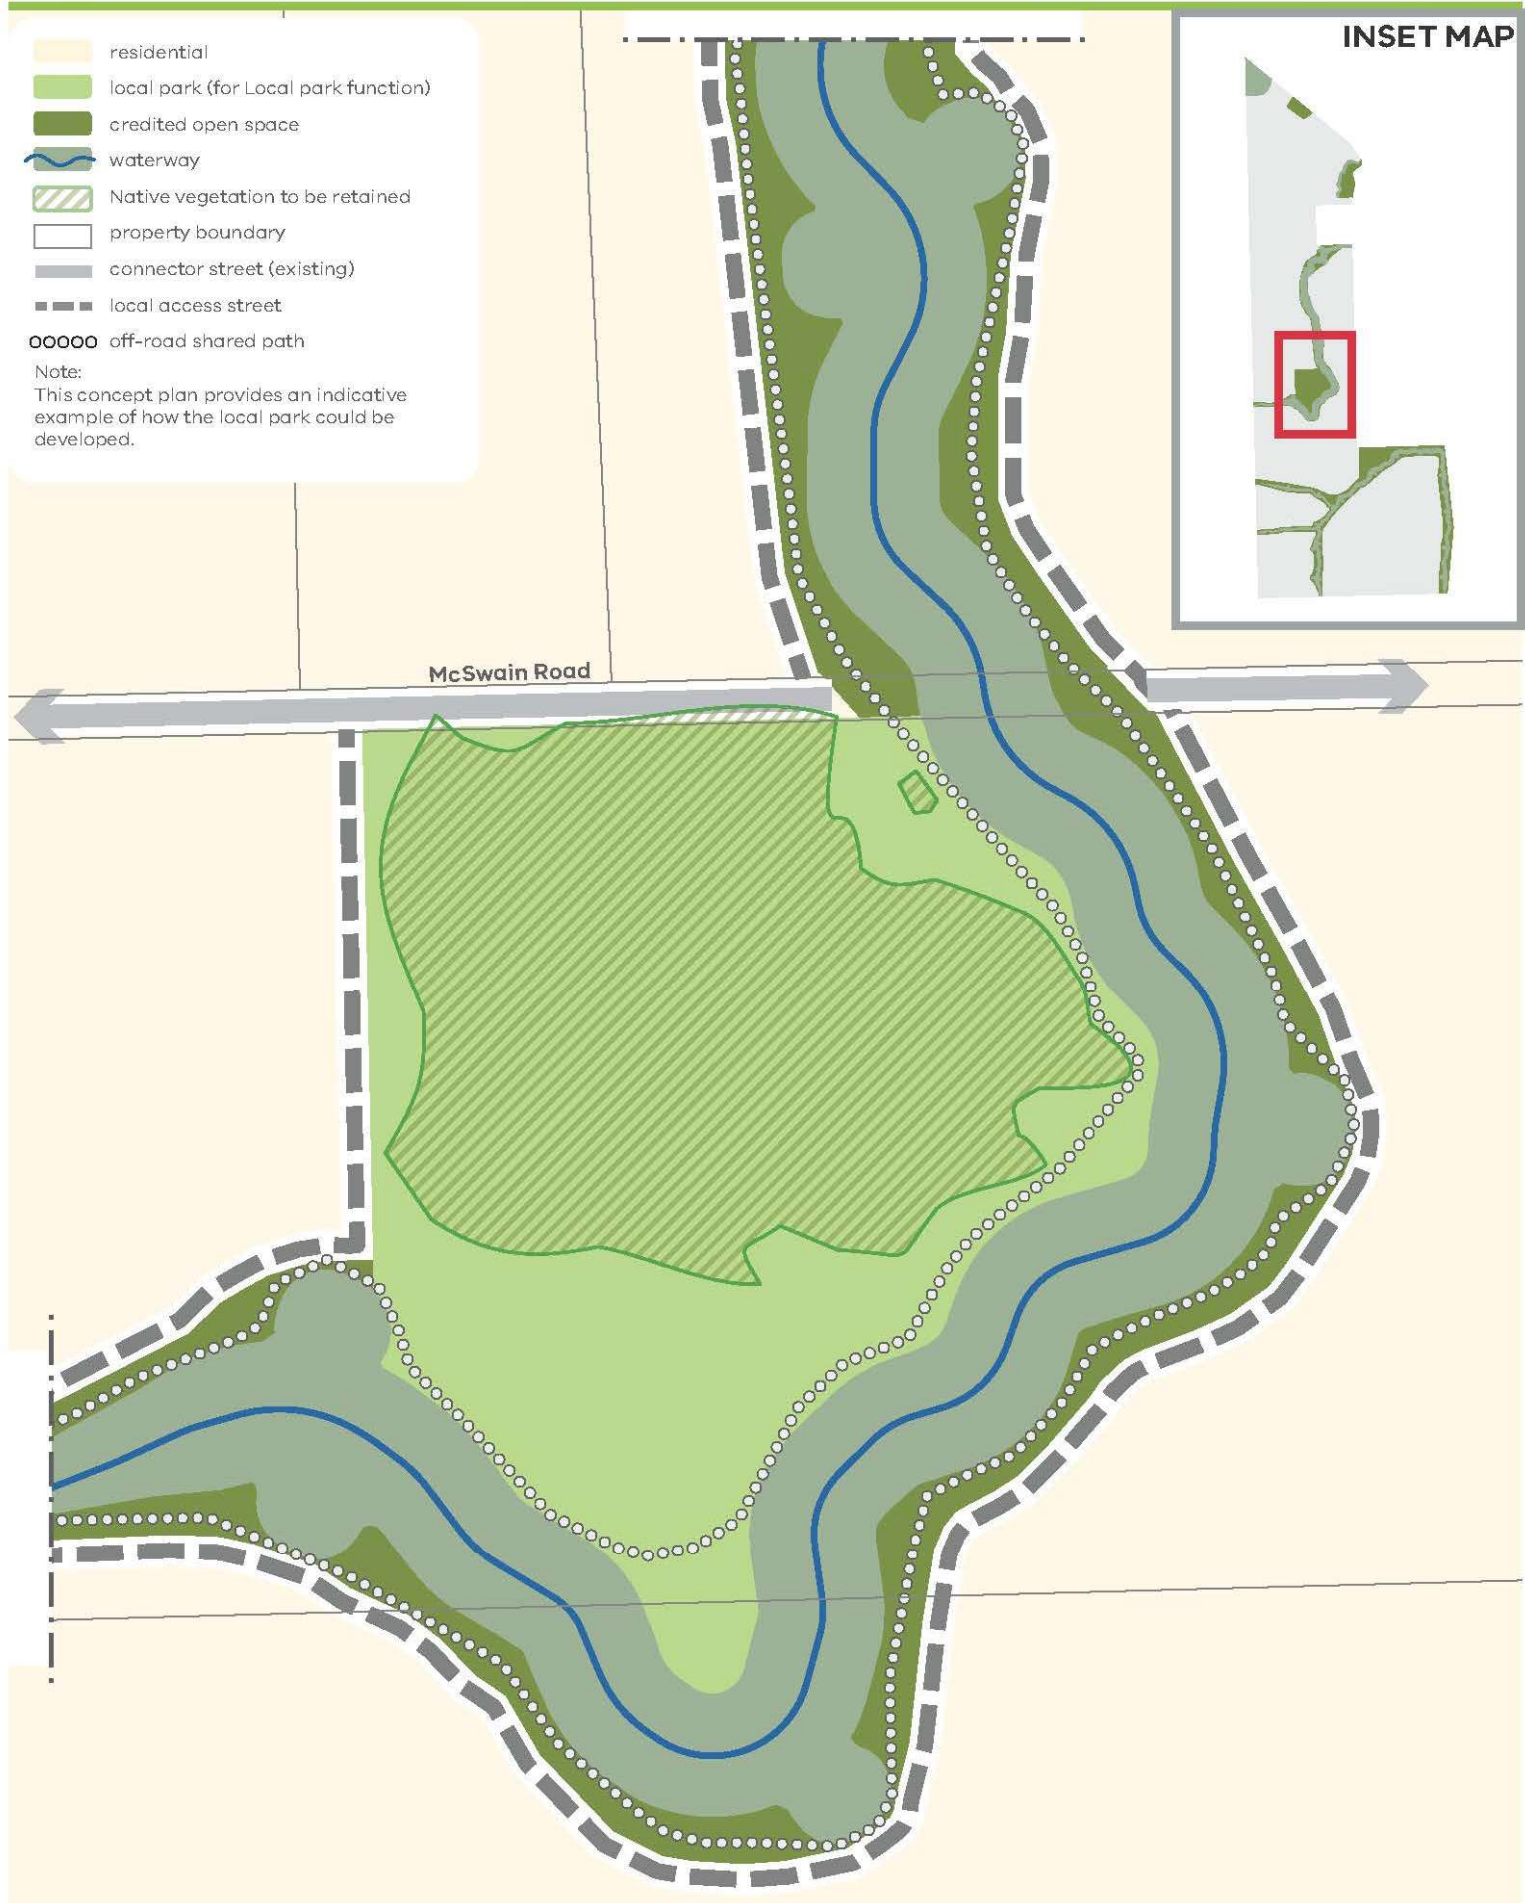 residential
local park (for Local park function)
credited open space
waterway
Native vegetation to be retained
property boundary
connector street (existing)
local access street
off-road shared path
Note:
This concept plan provides an indicative
example of how the local park could be
developed.
INSET MAP
McSwain Road